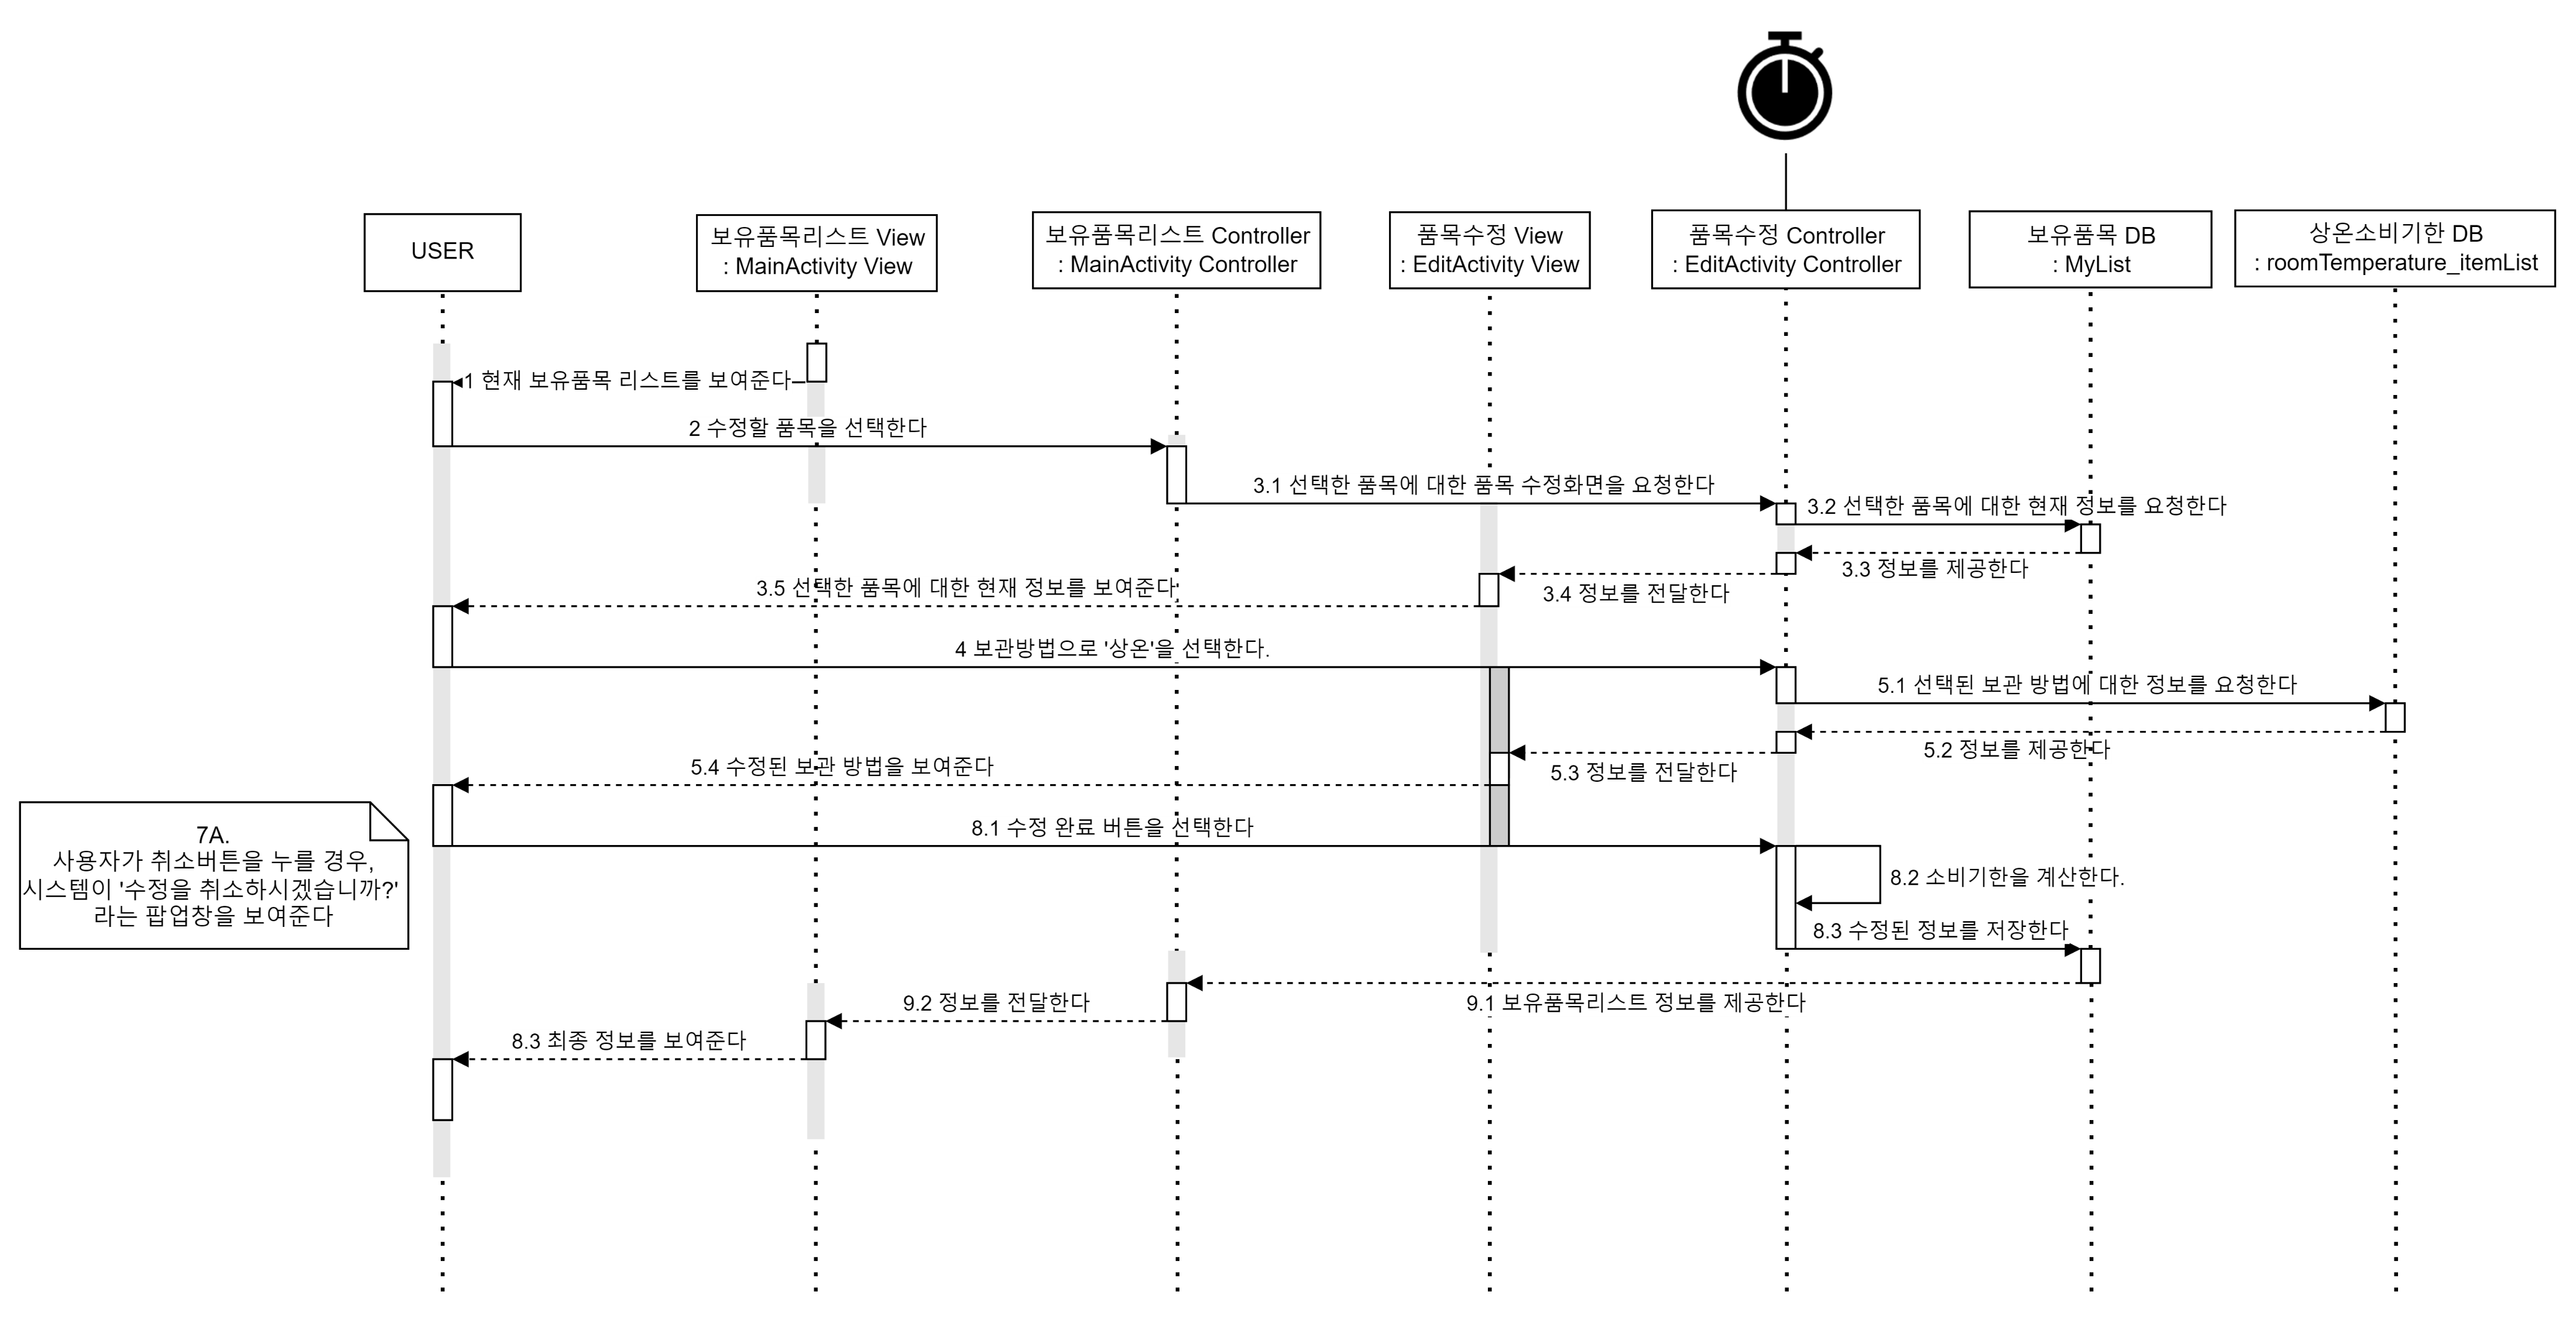 USER
보유품목리스트 View
: MainActivity View
보유품목리스트 Controller
: MainActivity Controller
품목수정 View
: EditActivity View
품목수정 Controller
: EditActivity Controller
보유품목 DB
: MyList
상온소비기한 DB
: roomTemperature_itemList
1 현재 보유품목 리스트를 보여준다
2 수정할 품목을 선택한다
3.1 선택한 품목에 대한 품목 수정화면을 요청한다
3.2 선택한 품목에 대한 현재 정보를 요청한다
3.3 정보를 제공한다
3.4 정보를 전달한다
3.5 선택한 품목에 대한 현재 정보를 보여준다
4 보관방법으로 '상온'을 선택한다.
5.1 선택된 보관 방법에 대한 정보를 요청한다
5.2 정보를 제공한다
5.3 정보를 전달한다
5.4 수정된 보관 방법을 보여준다
7A.
사용자가 취소버튼을 누를 경우,
시스템이 '수정을 취소하시겠습니까?'
라는 팝업창을 보여준다
8.1 수정 완료 버튼을 선택한다
8.2 소비기한을 계산한다.
8.3 수정된 정보를 저장한다
9.1 보유품목리스트 정보를 제공한다
9.2 정보를 전달한다
8.3 최종 정보를 보여준다